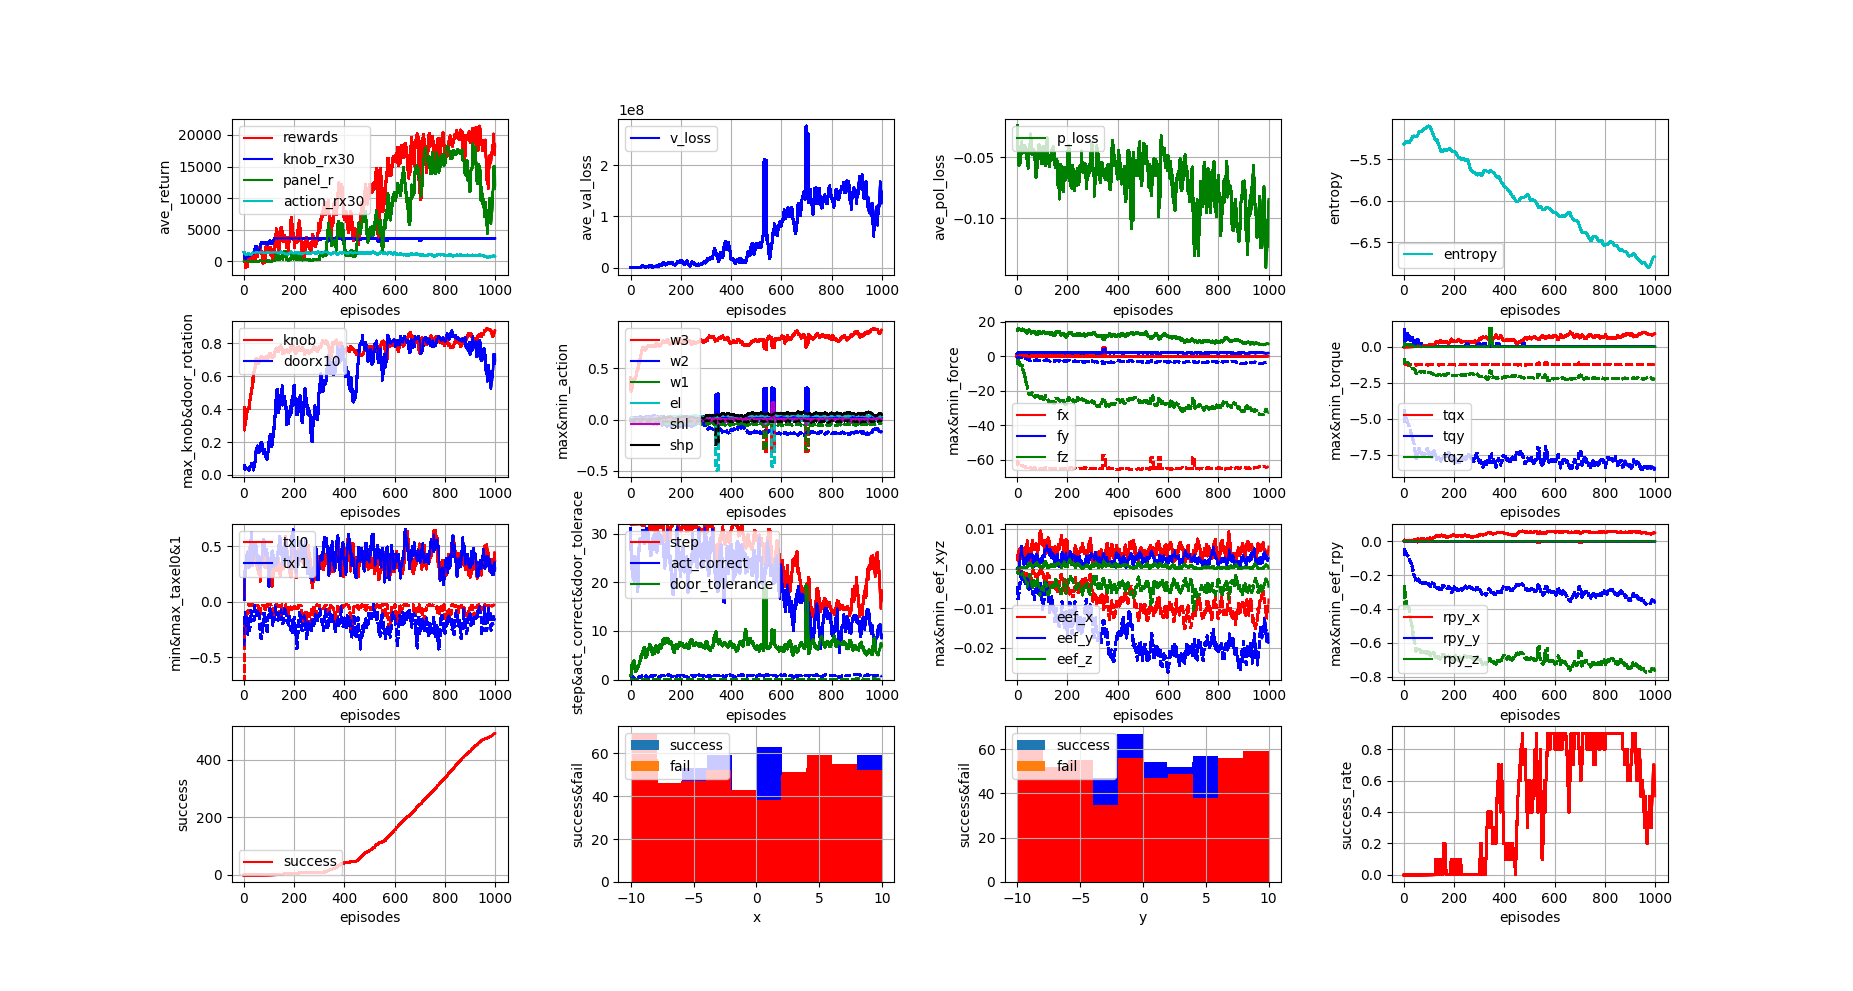 ave_return
20000
15000
10000
5000
0
rewards
knob_rx30
panel_r
action_rx30
0 200 400 600 800 1000
episodes
1e8
ave_val_loss
2
1
0
v_loss
0 200 400 600 800 1000
episodes
ave_pol_loss
−0.05
−0.10
p_loss
0 200 400 600 800 1000
episodes
entropy
−5.5
−6.0
−6.5
entropy
0 200 400 600 800 1000
episodes
max_knob&door_rotation
0.8
0.6
0.4
0.2
0.0
knob
doorx10
0 200 400 600 800 1000
episodes
max&min_action
0.5
0.0
−0.5
w3
w2
w1
el
shl
shp
0 200 400 600 800 1000
episodes
max&min_force
20
0
−20
−40
−60
fx
fy
fz
0 200 400 600 800 1000
episodes
max&min_torque
0.0
−2.5
−5.0
−7.5
tqx
tqy
tqz
0 200 400 600 800 1000
episodes
min&max_taxel0&1
0.5
0.0
−0.5
txl0
txl1
0 200 400 600 800 1000
episodes
step&act_correct&door_tolerace
30
20
10
0
step
act_correct
door_tolerance
0 200 400 600 800 1000
episodes
max&min_eef_xyz
0.01
0.00
−0.01
−0.02
eef_x
eef_y
eef_z
0 200 400 600 800 1000
episodes
max&min_eef_rpy
0.0
−0.2
−0.4
−0.6
−0.8
rpy_x
rpy_y
rpy_z
0 200 400 600 800 1000
episodes
success
400
200
0
success
0 200 400 600 800 1000
episodes
success&fail
60
40
20
0
success
fail
−10 −5 0 5 10
x
success&fail
60
40
20
0
success
fail
−10 −5 0 5 10
y
success_rate
0.8
0.6
0.4
0.2
0.0
0 200 400 600 800 1000
episodes